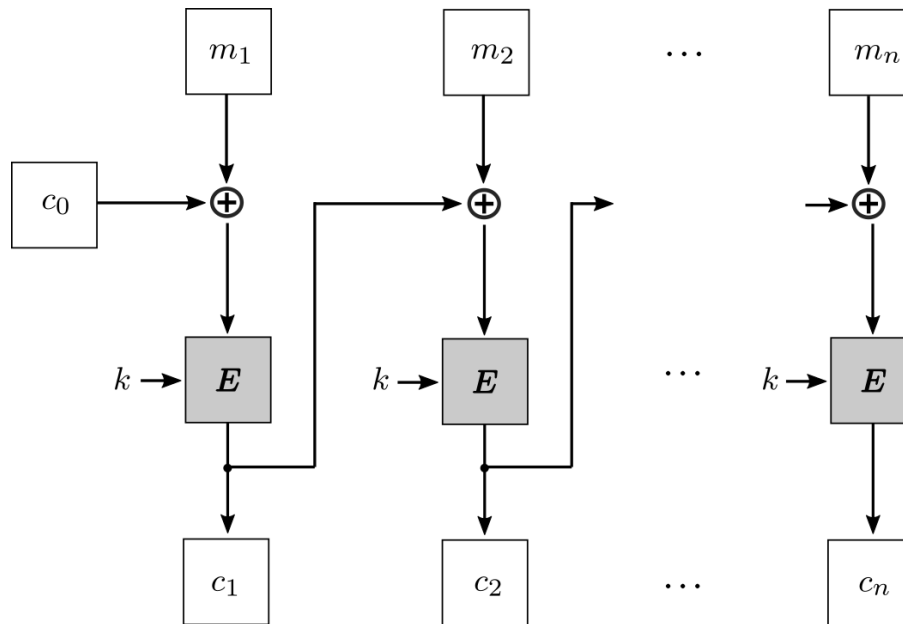 m₁ m₂ ⋯ mₙ
c₀
k E k E ⋯ k E
c₁ c₂ ⋯ cₙ